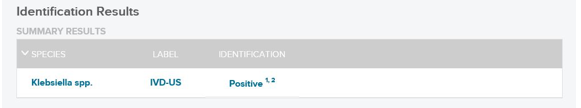 Identification Results
SUMMARY RESULTS
SPECIES LABEL IDENTIFICATION
Klebsiella spp. IVD-US Positive 1, 2